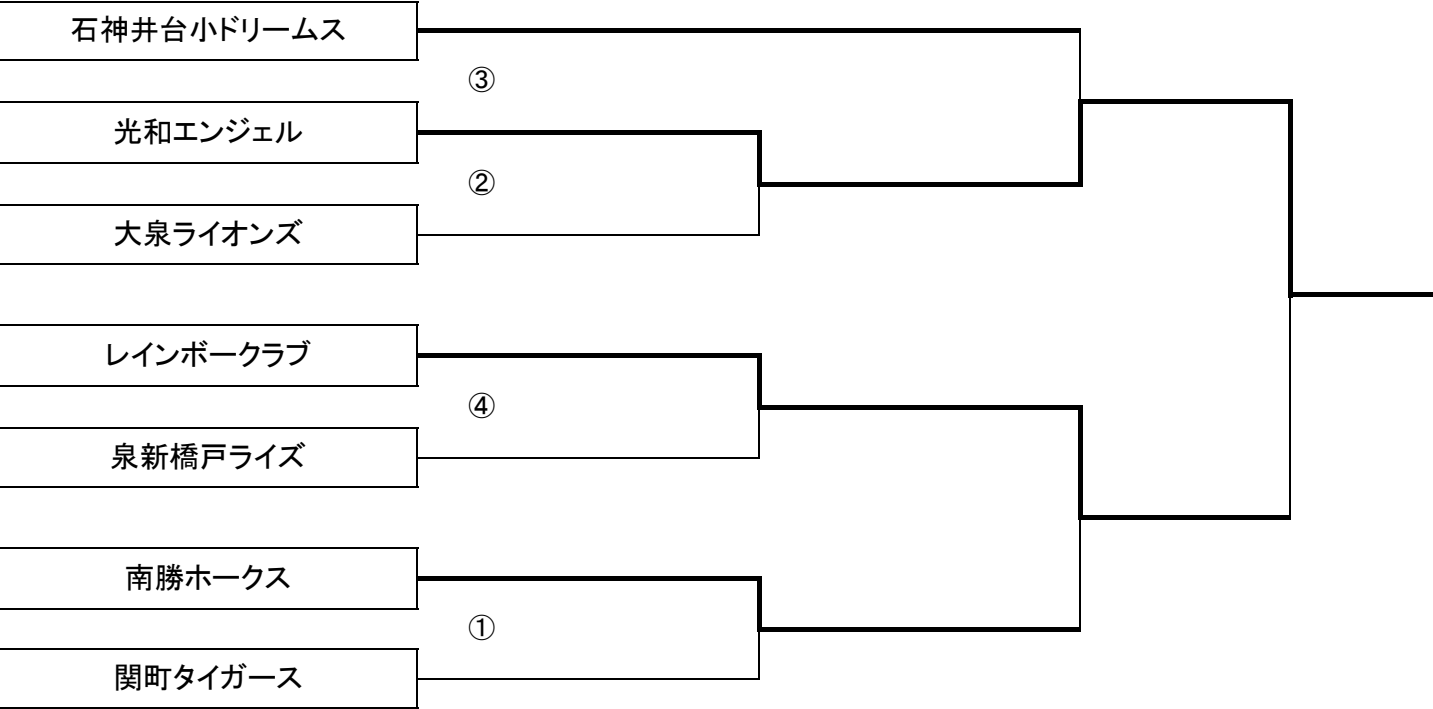 石神井台小ドリームス
③
光和エンジェル
②
大泉ライオンズ
レインボークラブ
④
泉新橋戸ライズ
南勝ホークス
①
関町タイガース